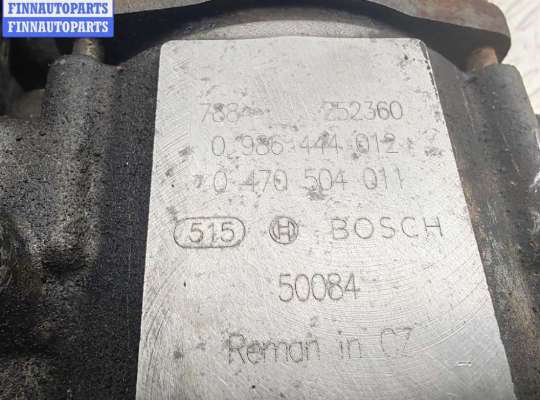 FINNAUTOPARTS
FINNAUTOPARTS
788 252360
0 986 444 012
0 470 504 011
515 BOSCH
50084
Reman in CZ